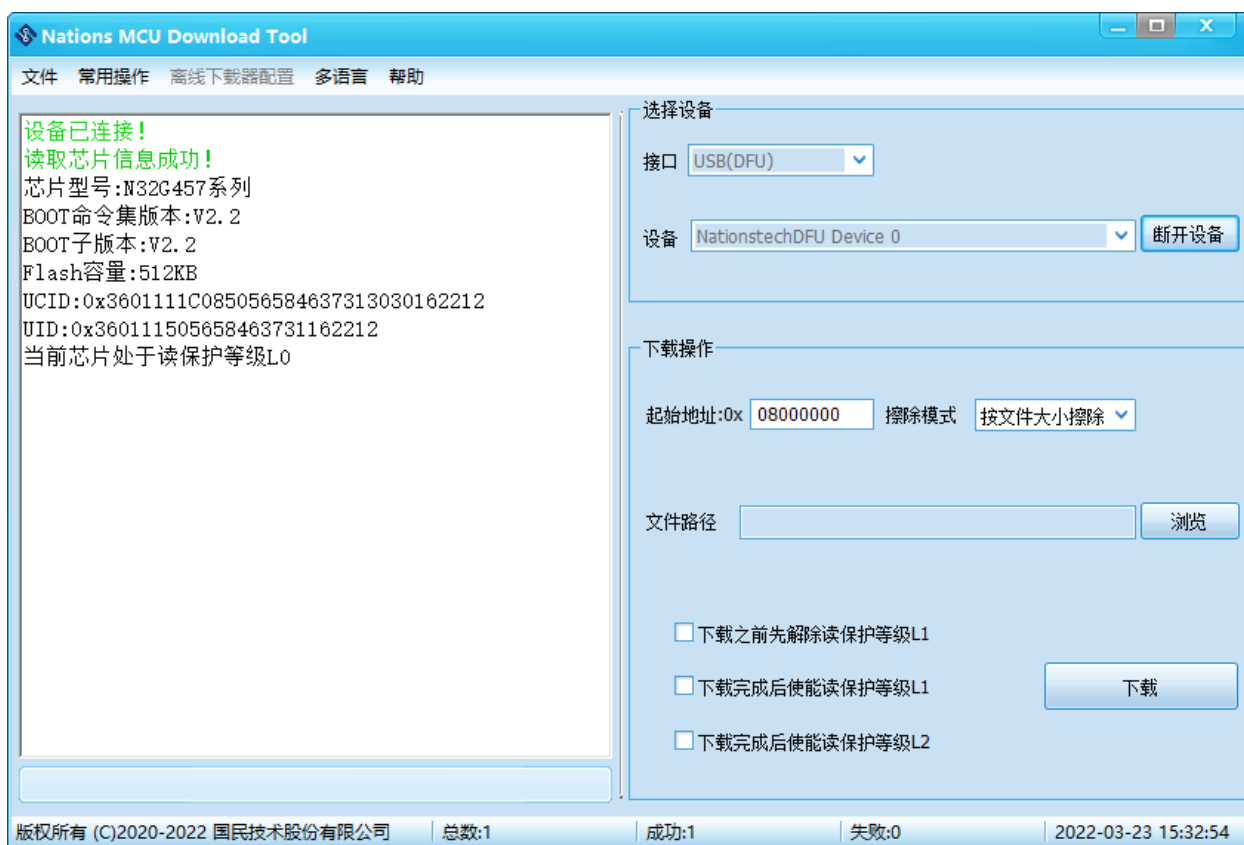 Nations MCU Download Tool
文件 常用操作 离线下载器配置 多语言 帮助
设备已连接!
读取芯片信息成功!
芯片型号:N32G457系列
BOOT命令集版本:V2.2
BOOT子版本:V2.2
Flash容量:512KB
UCID:0x3601111C085056584637313030162212
UID:0x360111505658463731162212
当前芯片处于读保护等级L0
选择设备
接口 USB(DFU)
设备 NationstechDFU Device 0 断开设备
下载操作
起始地址:0x 08000000 擦除模式 按文件大小擦除
文件路径 浏览
下载之前先解除读保护等级L1
下载完成后使能读保护等级L1 下载
下载完成后使能读保护等级L2
版权所有 (C)2020-2022 国民技术股份有限公司 总数:1 成功:1 失败:0 2022-03-23 15:32:54